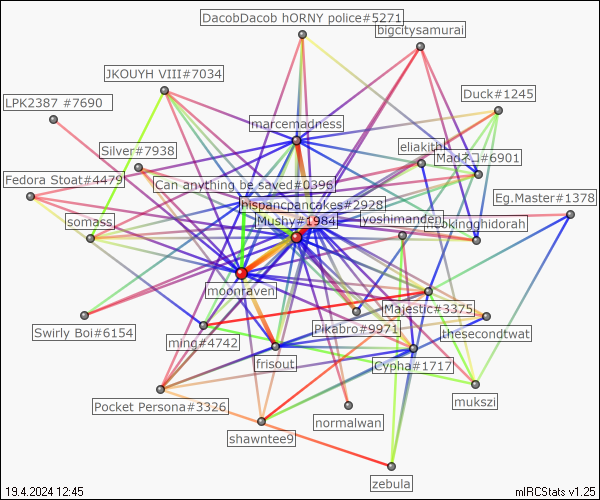 DacobDacob hORNY police#5271
bigcitysamurai
JKOUYH VIII#7034
LPK2387 #7690
Duck#1245
marcemadness
Silver#7938
eliakith
Fedora Stoat#4479
Can anything be saved#0396
Eg.Master#1378
hispancpancakes#2928
somass
Mushy#1984
yoshimanden
moonraven
Majestic#3375
Swirly Boi#6154
ming#4742
Pikabro#9971
thesecondtwat
frisout
Cypha#1717
Pocket Persona#3326
mukszi
normalwan
shawntee9
zebula
19.4.2024 12:45
mIRCStats v1.25